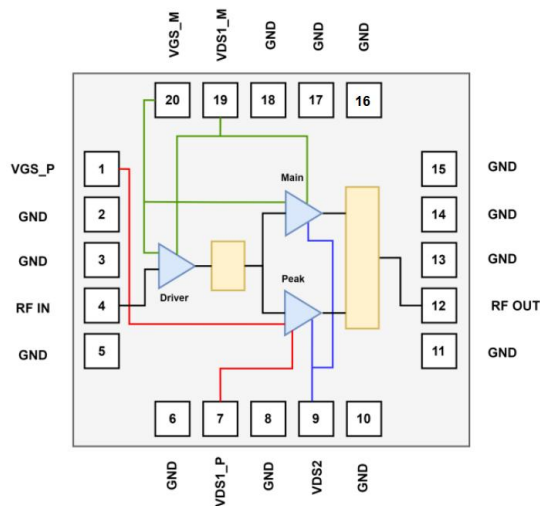 VGS_M
VDS1_M
GND
GND
GND
20
19
18
17
16
VGS_P
1
15
GND
Main
GND
2
14
GND
GND
3
13
GND
Driver
Peak
RF IN
4
12
RF OUT
GND
5
11
GND
6
7
8
9
10
GND
VDS1_P
GND
VDS2
GND